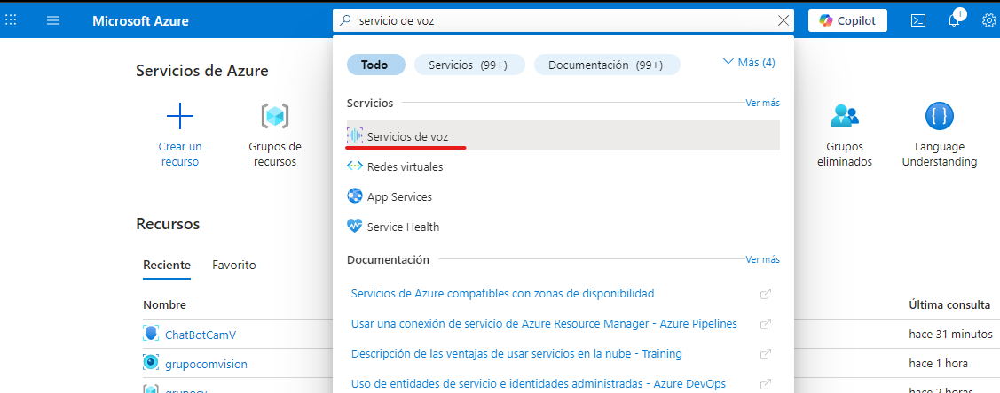 Microsoft Azure
servicio de voz
Copilot
1
Todo
Servicios (99+)
Documentación (99+)
Más (4)
Servicios de Azure
Servicios
Ver más
Crear un recurso
Grupos de recursos
Servicios de voz
Redes virtuales
App Services
Service Health
Grupos eliminados
Language Understanding
Recursos
Documentación
Ver más
Reciente
Favorito
Servicios de Azure compatibles con zonas de disponibilidad
Nombre
Última consulta
Usar una conexión de servicio de Azure Resource Manager - Azure Pipelines
ChatBotCamV
hace 31 minutos
Descripción de las ventajas de usar servicios en la nube - Training
grupocomvision
hace 1 hora
Uso de entidades de servicio e identidades administradas - Azure DevOps
grupocv
hace 2 horas